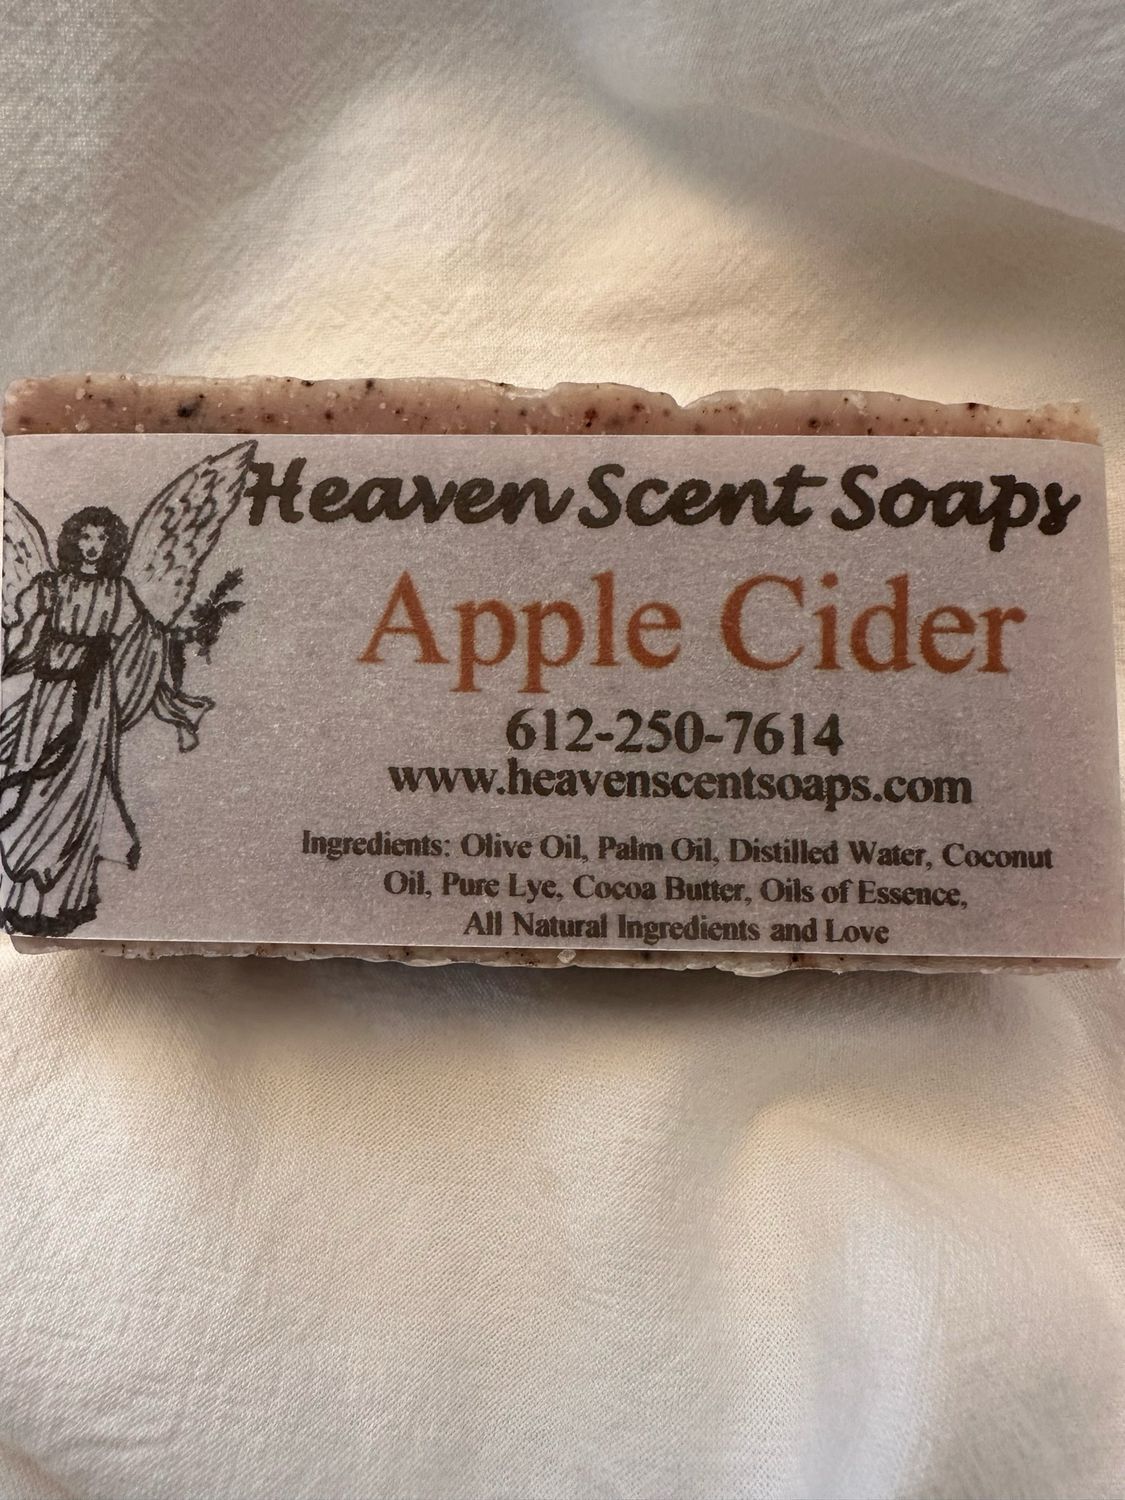 Heaven Scent Soaps
Apple Cider
612-250-7614
www.heavenscentsoaps.com
Ingredients: Olive Oil, Palm Oil, Distilled Water, Coconut
Oil, Pure Lye, Cocoa Butter, Oils of Essence,
All Natural Ingredients and Love